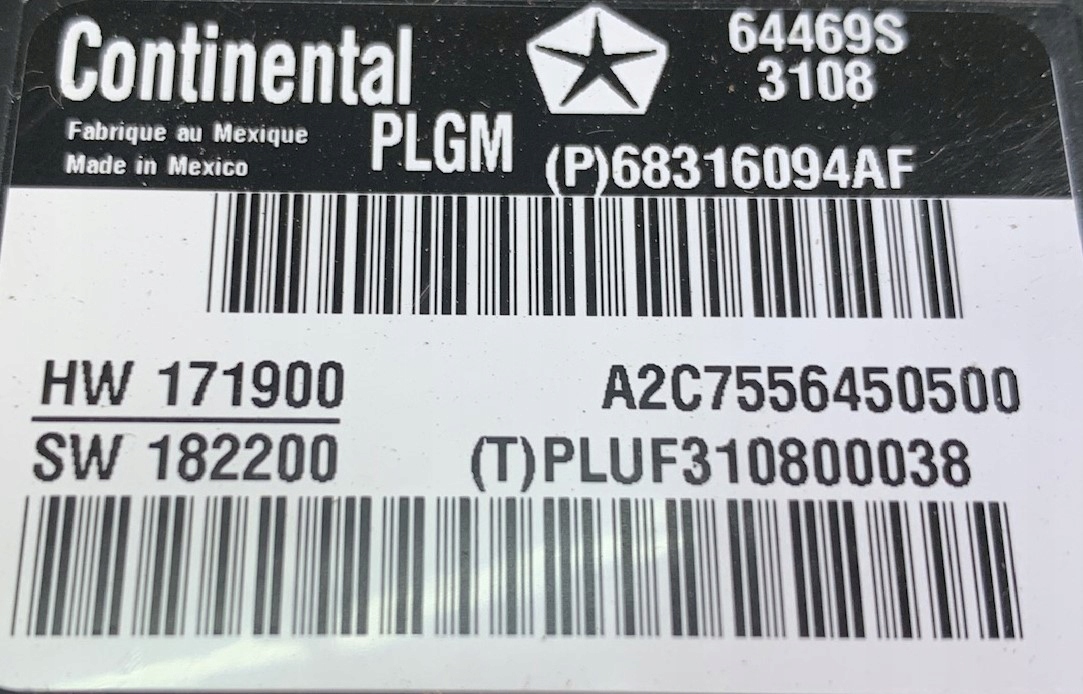 Continental
64469S
3108
Fabrique au Mexique
Made in Mexico
PLGM
(P)68316094AF
HW 171900
A2C7556450500
SW 182200
(T)PLUF310800038